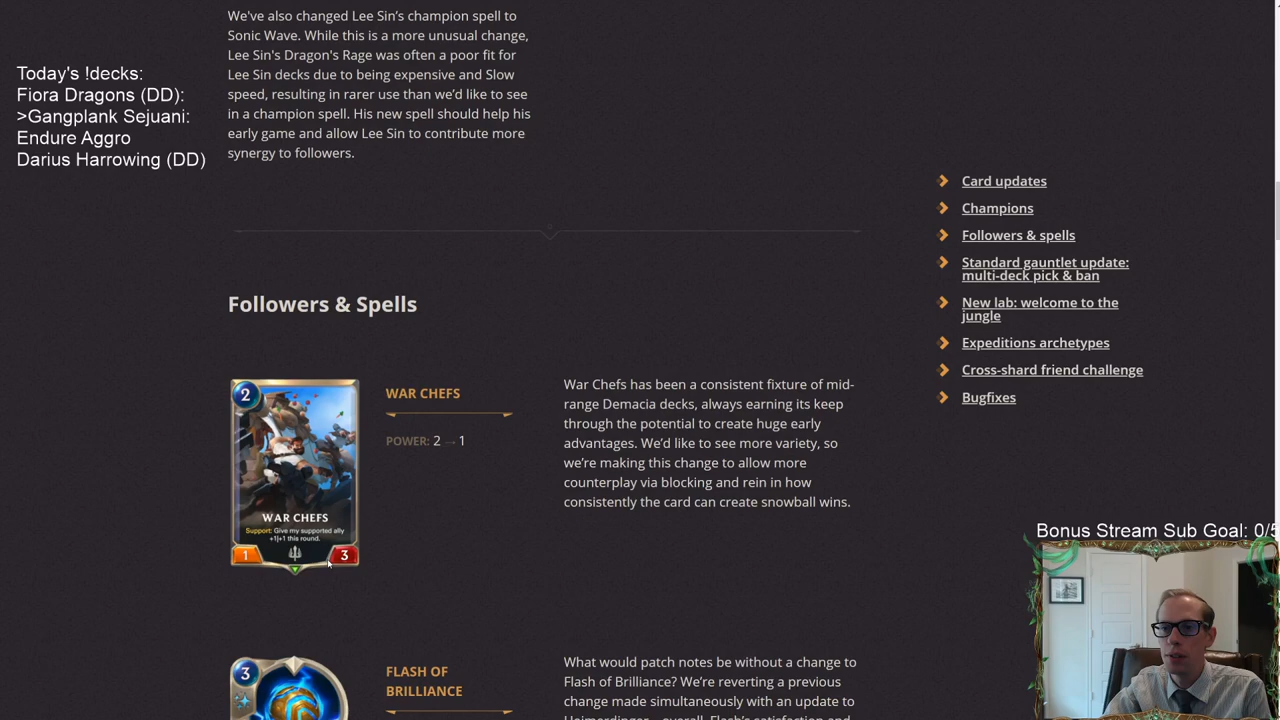 We've also changed Lee Sin's champion spell to
Sonic Wave. While this is a more unusual change,
Lee Sin's Dragon's Rage was often a poor fit for
Lee Sin decks due to being expensive and Slow
speed, resulting in rarer use than we'd like to see
in a champion spell. His new spell should help his
early game and allow Lee Sin to contribute more
synergy to followers.
Today's !decks:
Fiora Dragons (DD):
>Gangplank Sejuani:
Endure Aggro
Darius Harrowing (DD)
Card updates
Champions
Followers & spells
Standard gauntlet update:
multi-deck pick & ban
New lab: welcome to the
jungle
Expeditions archetypes
Cross-shard friend challenge
Bugfixes
Followers & Spells
2
WAR CHEFS
Support: Give my supported ally
+1|+1 this round.
1
3
WAR CHEFS
POWER: 2 → 1
War Chefs has been a consistent fixture of mid-
range Demacia decks, always earning its keep
through the potential to create huge early
advantages. We'd like to see more variety, so
we're making this change to allow more
counterplay via blocking and rein in how
consistently the card can create snowball wins.
Bonus Stream Sub Goal: 0/5
3
FLASH OF
BRILLIANCE
What would patch notes be without a change to
Flash of Brilliance? We're reverting a previous
change made simultaneously with an update to
Heimerdinger – overall, Flash's satisfaction and